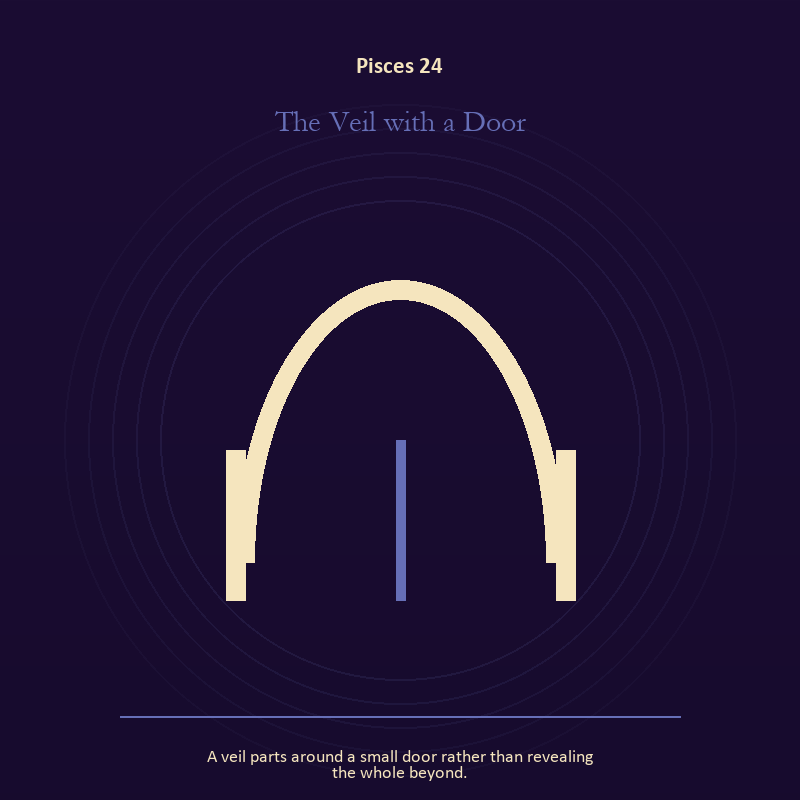 Pisces 24
The Veil with a Door
A veil parts around a small door rather than revealing
the whole beyond.